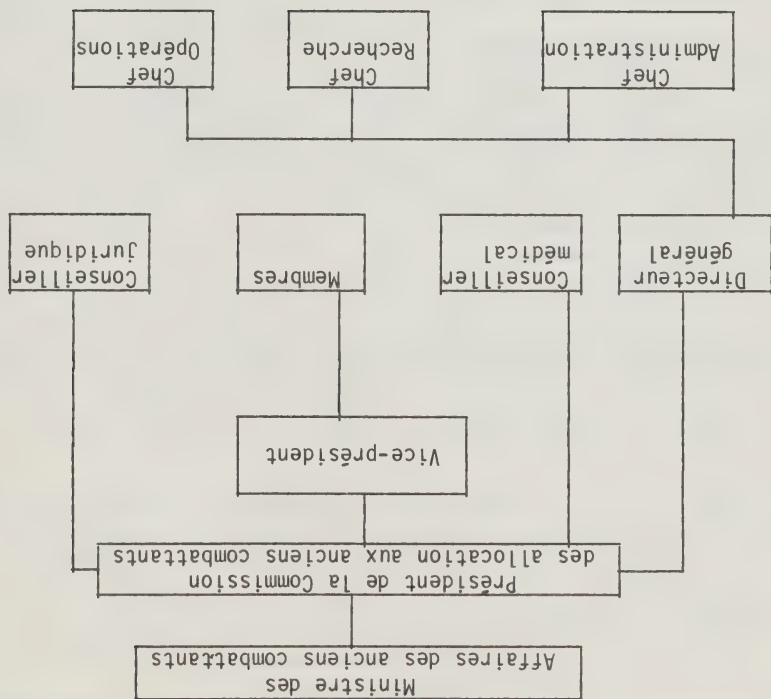 Ministre des
Affaires des anciens combattants
Président de la Commission
des allocation aux anciens combattants
Vice-président
Directeur
général
Conseiller
médical
Membres
Conseiller
juridique
Chef
Administration
Chef
Recherche
Chef
Opérations